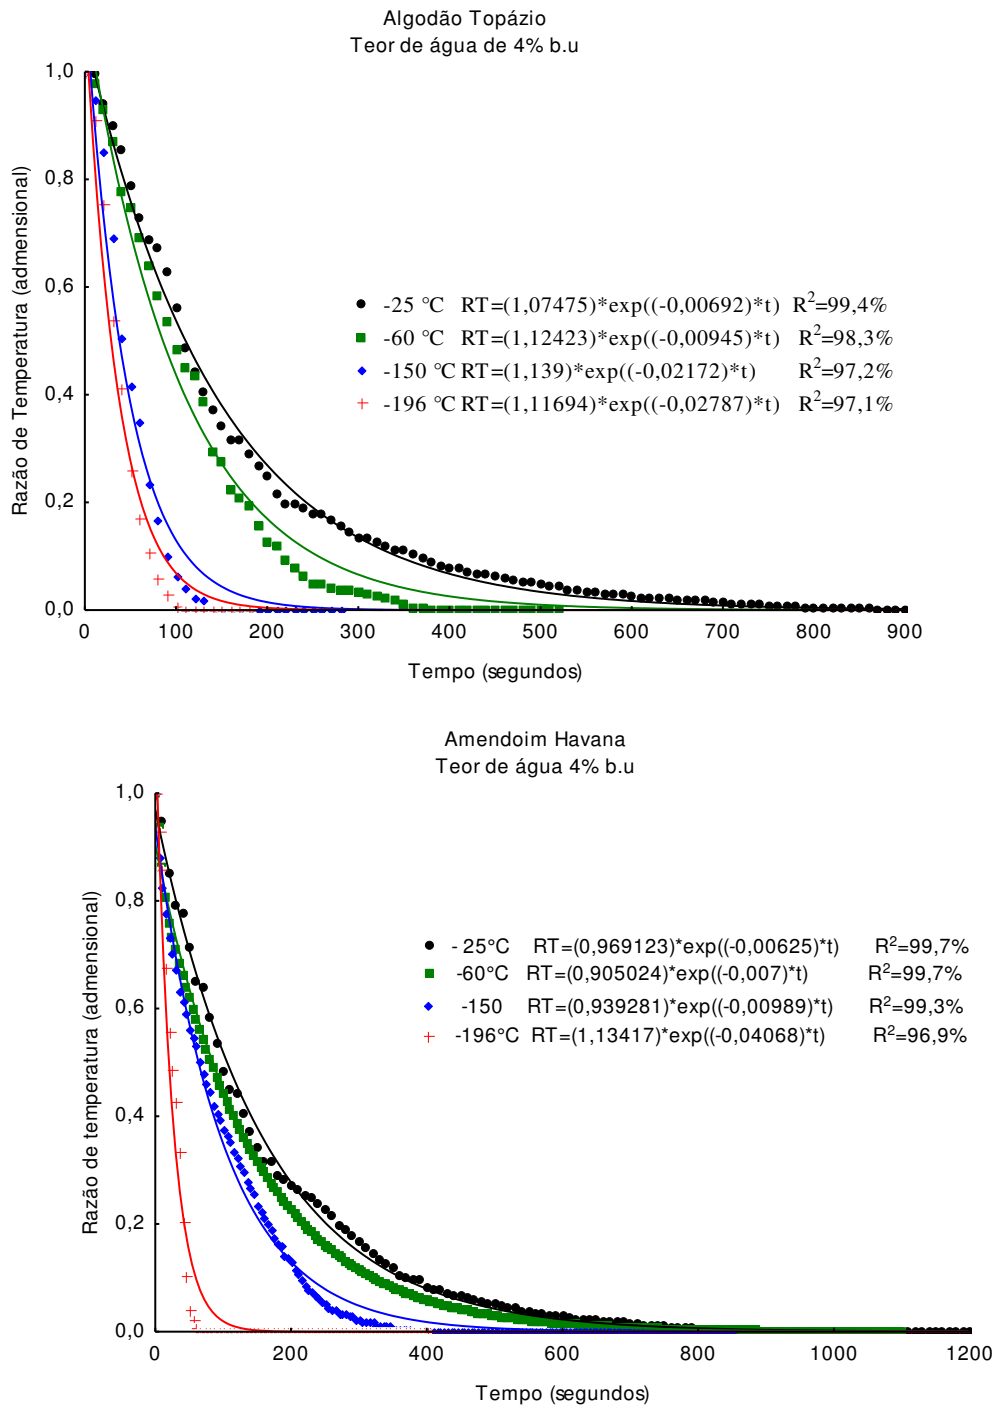 Algodão Topázio
Teor de água de 4% b.u
Razão de Temperatura (admensional)
1,0
0,8
0,6
0,4
0,2
0,0
-25 °C RT=(1,07475)*exp((-0,00692)*t) R²=99,4%
-60 °C RT=(1,12423)*exp((-0,00945)*t) R²=98,3%
-150 °C RT=(1,139)*exp((-0,02172)*t) R²=97,2%
-196 °C RT=(1,11694)*exp((-0,02787)*t) R²=97,1%
0 100 200 300 400 500 600 700 800 900
Tempo (segundos)
Amendoim Havana
Teor de água 4% b.u
Razão de temperatura (admensional)
1,0
0,8
0,6
0,4
0,2
0,0
- 25°C RT=(0,969123)*exp((-0,00625)*t) R²=99,7%
-60°C RT=(0,905024)*exp((-0,007)*t) R²=99,7%
-150 RT=(0,939281)*exp((-0,00989)*t) R²=99,3%
-196°C RT=(1,13417)*exp((-0,04068)*t) R²=96,9%
0 200 400 600 800 1000 1200
Tempo (segundos)